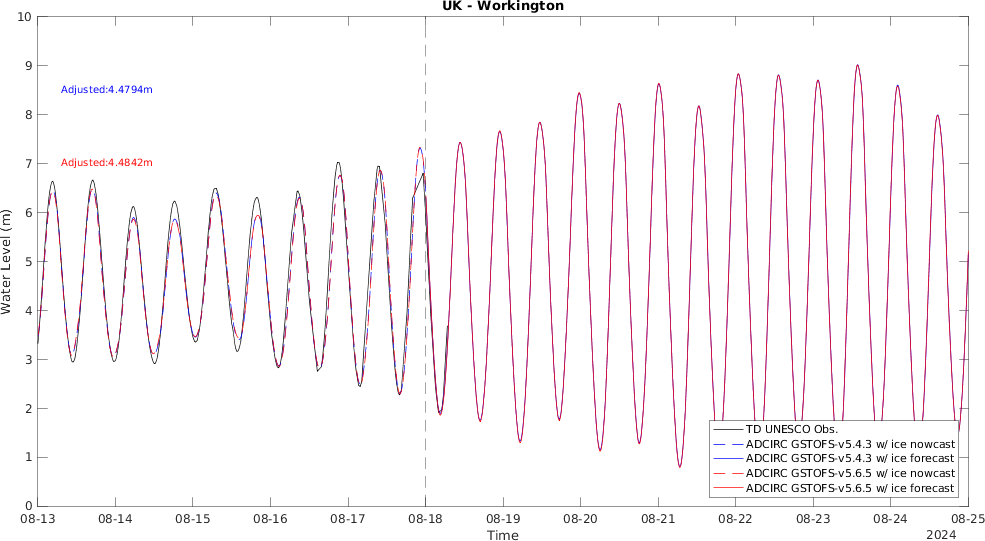 UK - Workington
10
9
8
7
6
5
4
3
2
1
0
Water Level (m)
Adjusted:4.4794m
Adjusted:4.4842m
TD UNESCO Obs.
ADCIRC GSTOFS-v5.4.3 w/ ice nowcast
ADCIRC GSTOFS-v5.4.3 w/ ice forecast
ADCIRC GSTOFS-v5.6.5 w/ ice nowcast
ADCIRC GSTOFS-v5.6.5 w/ ice forecast
08-13 08-14 08-15 08-16 08-17 08-18 08-19 08-20 08-21 08-22 08-23 08-24 08-25
Time
2024